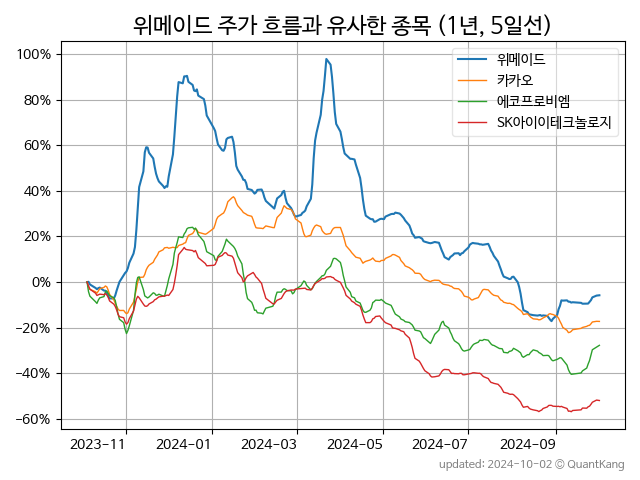 위메이드 주가 흐름과 유사한 종목 (1년, 5일선)
위메이드
카카오
에코프로비엠
SK아이이테크놀로지
100%
80%
60%
40%
20%
0%
−20%
−40%
−60%
2023−11 2024−01 2024−03 2024−05 2024−07 2024−09
updated: 2024-10-02 © QuantKang